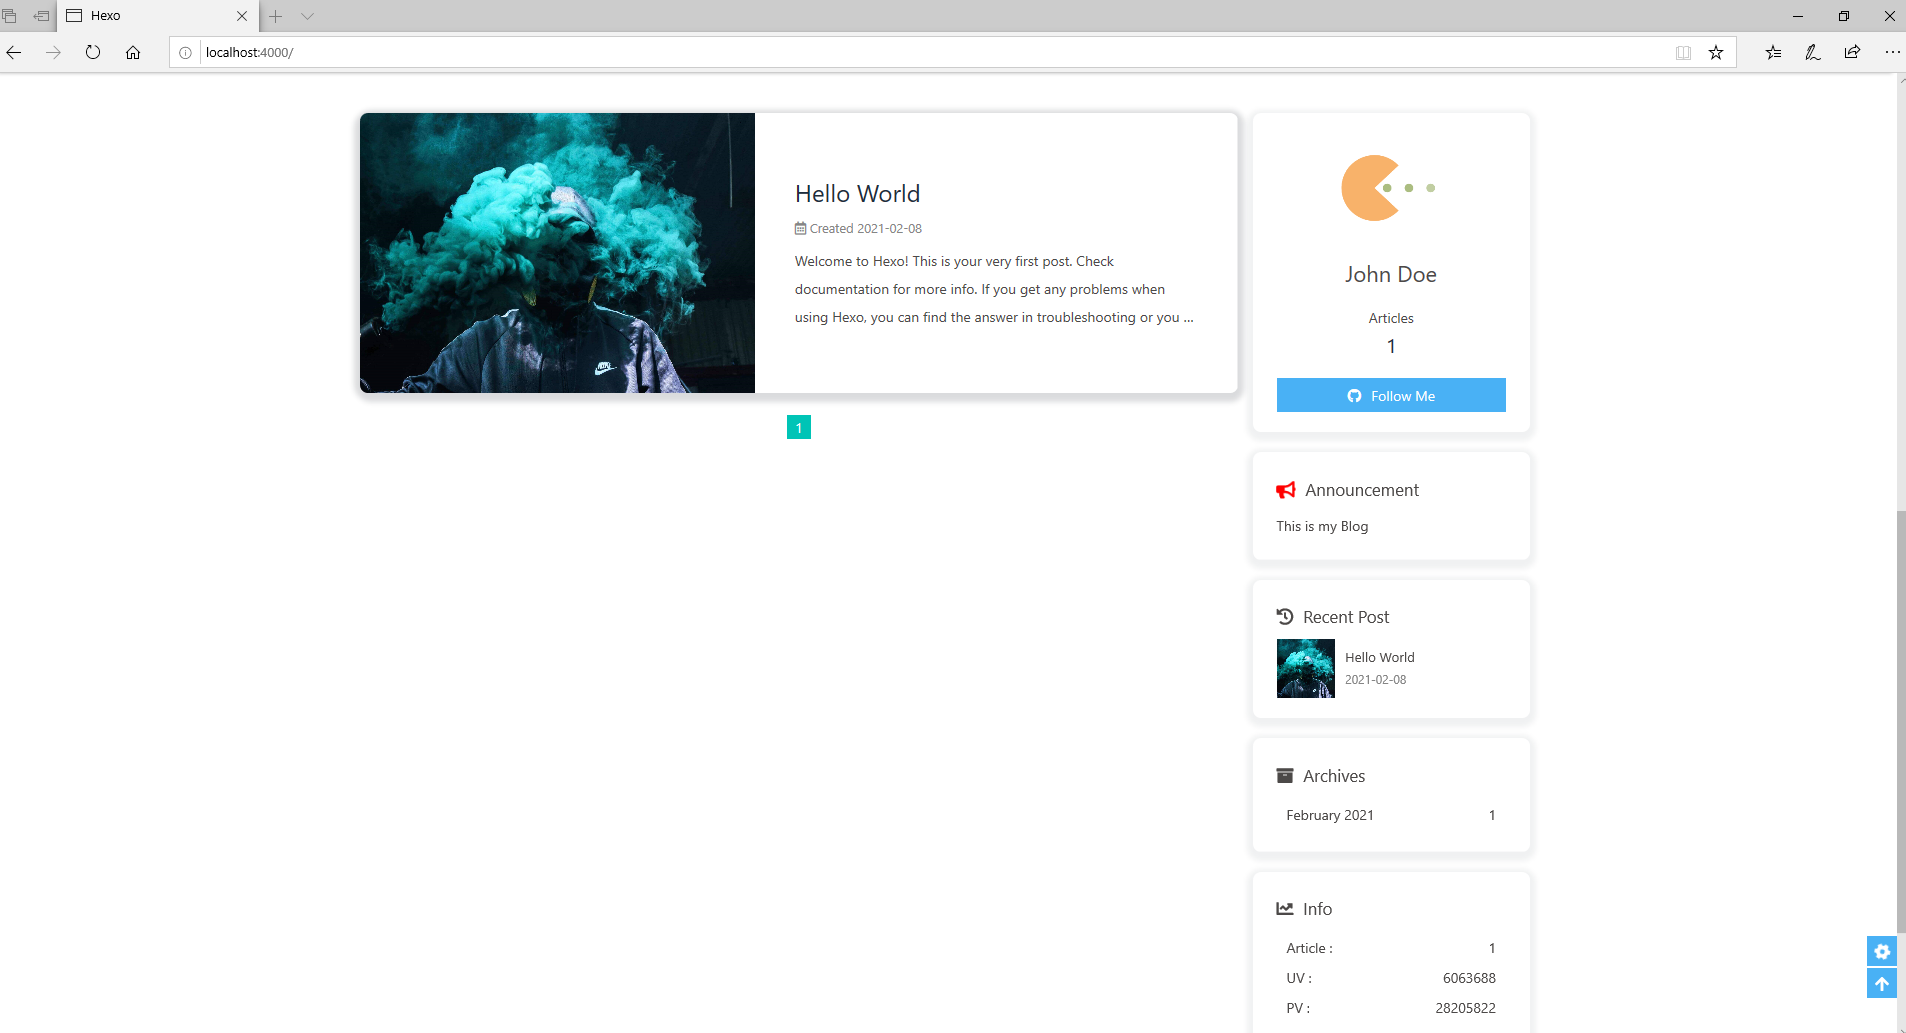 Hexo
localhost:4000/
Hello World
Created 2021-02-08
Welcome to Hexo! This is your very first post. Check
documentation for more info. If you get any problems when
using Hexo, you can find the answer in troubleshooting or you ...
1
John Doe
Articles
1
Follow Me
Announcement
This is my Blog
Recent Post
Hello World
2021-02-08
Archives
February 2021 1
Info
Article : 1
UV : 6063688
PV : 28205822